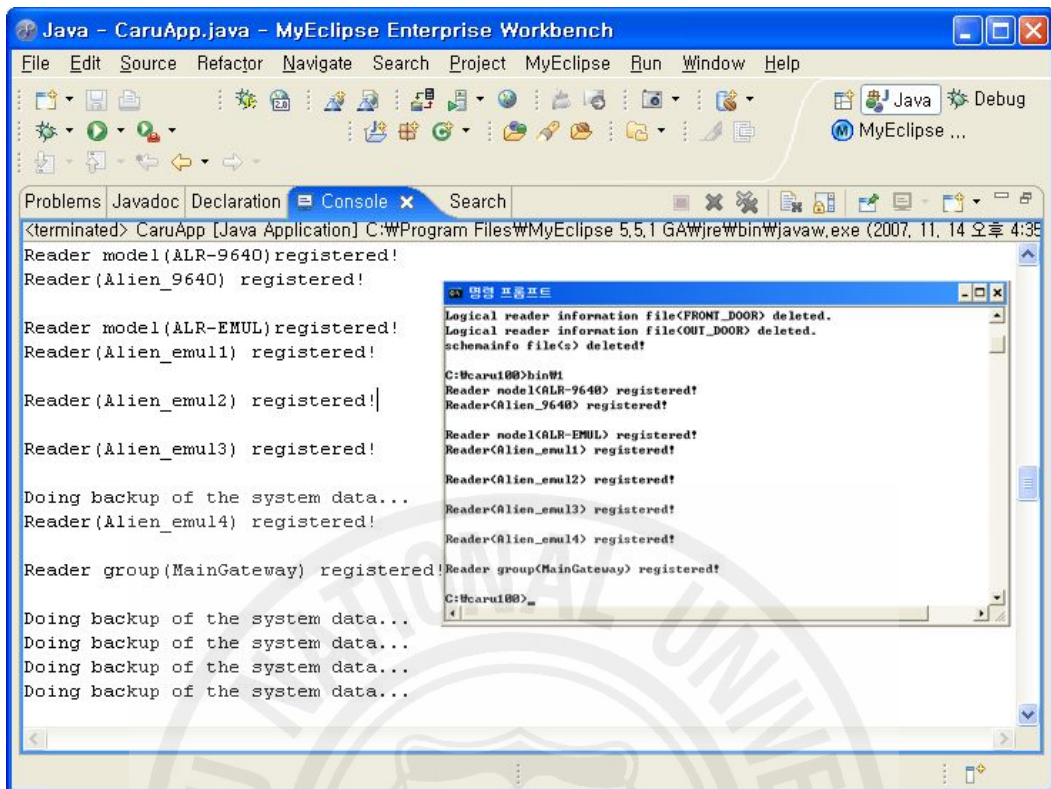 Java - CaruApp.java - MyEclipse Enterprise Workbench
File Edit Source Refactor Navigate Search Project MyEclipse Run Window Help
Java Debug
MyEclipse ...
Problems Javadoc Declaration Console Search
<terminated> CaruApp [Java Application] C:₩Program Files₩MyEclipse 5.5.1 GA₩jre₩bin₩javaw.exe (2007. 11. 14 오후 4:35
Reader model(ALR-9640)registered!
Reader(Alien_9640) registered!
Reader model(ALR-EMUL)registered!
Reader(Alien_emul1) registered!
Reader(Alien_emul2) registered!
Reader(Alien_emul3) registered!
Doing backup of the system data...
Reader(Alien_emul4) registered!
Reader group(MainGateway) registered!
Doing backup of the system data...
Doing backup of the system data...
Doing backup of the system data...
Doing backup of the system data...
명령 프롬프트
Logical reader information file(FRONT_DOOR) deleted.
Logical reader information file(OUT_DOOR) deleted.
schemainfo file(s) deleted!
C:₩caru100>bin₩1
Reader model(ALR-9640) registered!
Reader(Alien_9640) registered!
Reader model(ALR-EMUL) registered!
Reader(Alien_emul1) registered!
Reader(Alien_emul2) registered!
Reader(Alien_emul3) registered!
Reader(Alien_emul4) registered!
Reader group(MainGateway) registered!
C:₩caru100>_
NATIONAL UNIVE